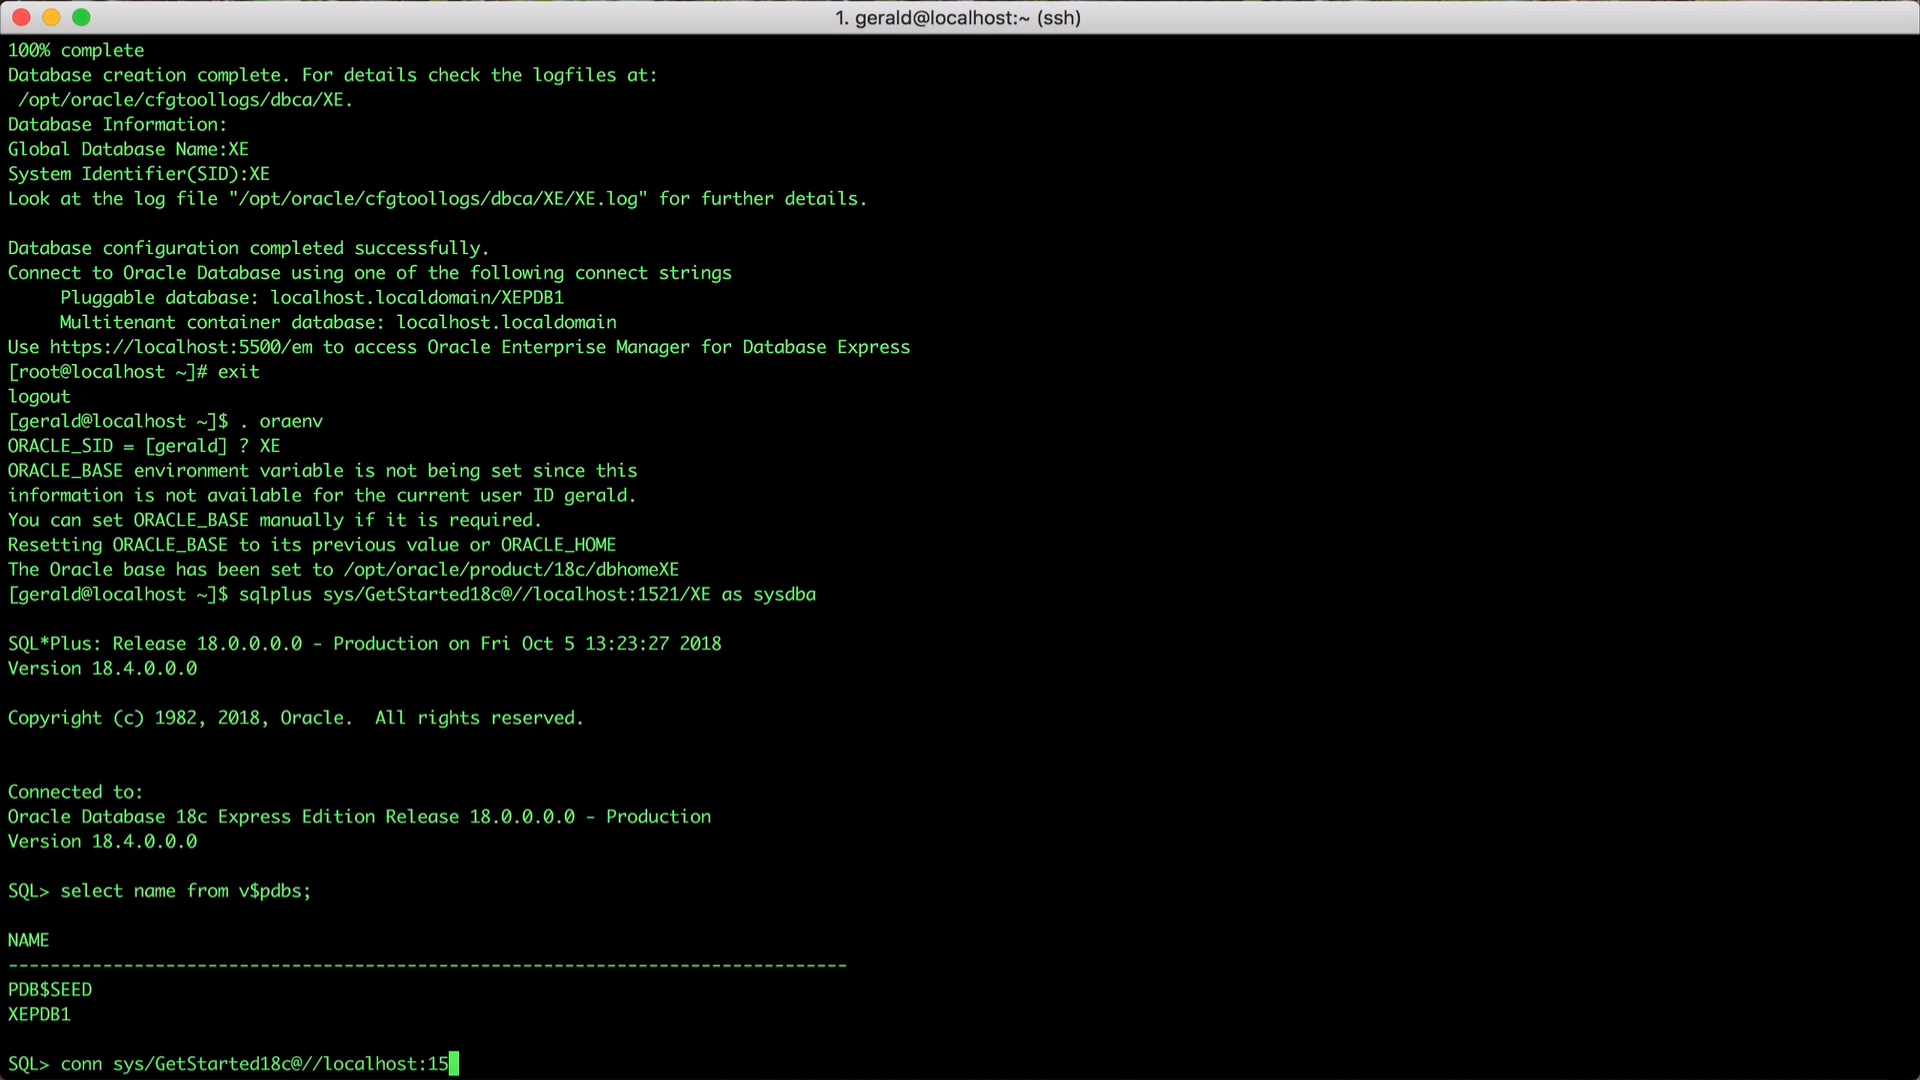 1. gerald@localhost:~ (ssh)
100% complete
Database creation complete. For details check the logfiles at:
 /opt/oracle/cfgtoollogs/dbca/XE.
Database Information:
Global Database Name:XE
System Identifier(SID):XE
Look at the log file "/opt/oracle/cfgtoollogs/dbca/XE/XE.log" for further details.

Database configuration completed successfully.
Connect to Oracle Database using one of the following connect strings
     Pluggable database: localhost.localdomain/XEPDB1
     Multitenant container database: localhost.localdomain
Use https://localhost:5500/em to access Oracle Enterprise Manager for Database Express
[root@localhost ~]# exit
logout
[gerald@localhost ~]$ . oraenv
ORACLE_SID = [gerald] ? XE
ORACLE_BASE environment variable is not being set since this
information is not available for the current user ID gerald.
You can set ORACLE_BASE manually if it is required.
Resetting ORACLE_BASE to its previous value or ORACLE_HOME
The Oracle base has been set to /opt/oracle/product/18c/dbhomeXE
[gerald@localhost ~]$ sqlplus sys/GetStarted18c@//localhost:1521/XE as sysdba

SQL*Plus: Release 18.0.0.0.0 - Production on Fri Oct 5 13:23:27 2018
Version 18.4.0.0.0

Copyright (c) 1982, 2018, Oracle.  All rights reserved.


Connected to:
Oracle Database 18c Express Edition Release 18.0.0.0.0 - Production
Version 18.4.0.0.0

SQL> select name from v$pdbs;

NAME
--------------------------------------------------------------------------------
PDB$SEED
XEPDB1

SQL> conn sys/GetStarted18c@//localhost:15